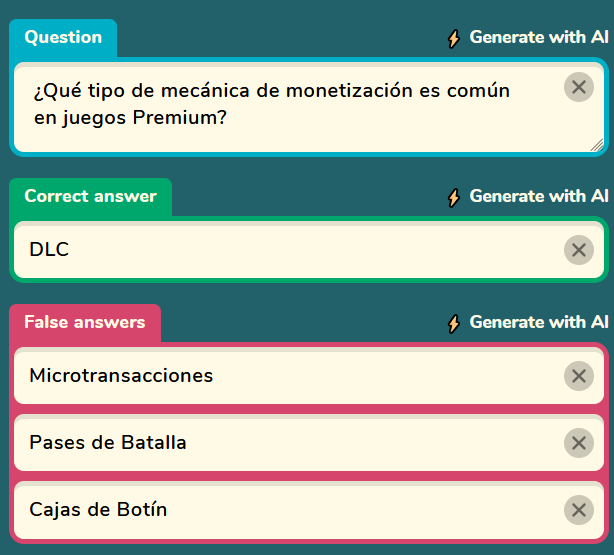 Question
Generate with AI
¿Qué tipo de mecánica de monetización es común
en juegos Premium?
Correct answer
Generate with AI
DLC
False answers
Generate with AI
Microtransacciones
Pases de Batalla
Cajas de Botín